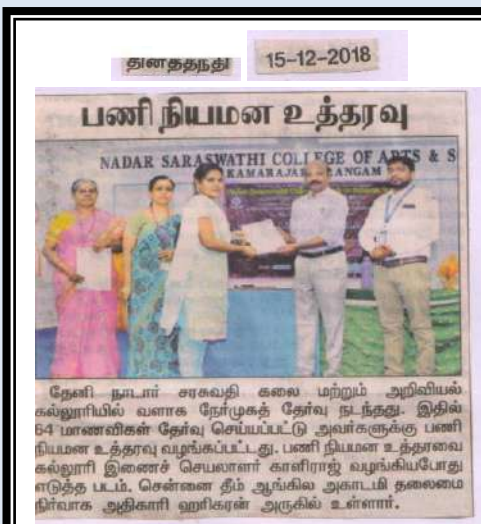 தினத்தந்தி 15-12-2018
பணி நியமன உத்தரவு
NADAR SARASWATHI COLLEGE OF ARTS & S
KAMARAJAR ARANGAM
தேனி நாடார் சரசுவதி கலை மற்றும் அறிவியல்
கல்லூரியில் வளாக நேர்முகத் தேர்வு நடந்தது. இதில்
64 மாணவிகள் தேர்வு செய்யப்பட்டு அவர்களுக்கு பணி
நியமன உத்தரவு வழங்கப்பட்டது. பணி நியமன உத்தரவை
கல்லூரி இணைச் செயலாளர் காளிராஜ் வழங்கியபோது
எடுத்த படம். சென்னை தீம் ஆங்கில அகாடமி தலைமை
நிர்வாக அதிகாரி ஹரிகரன் அருகில் உள்ளார்.